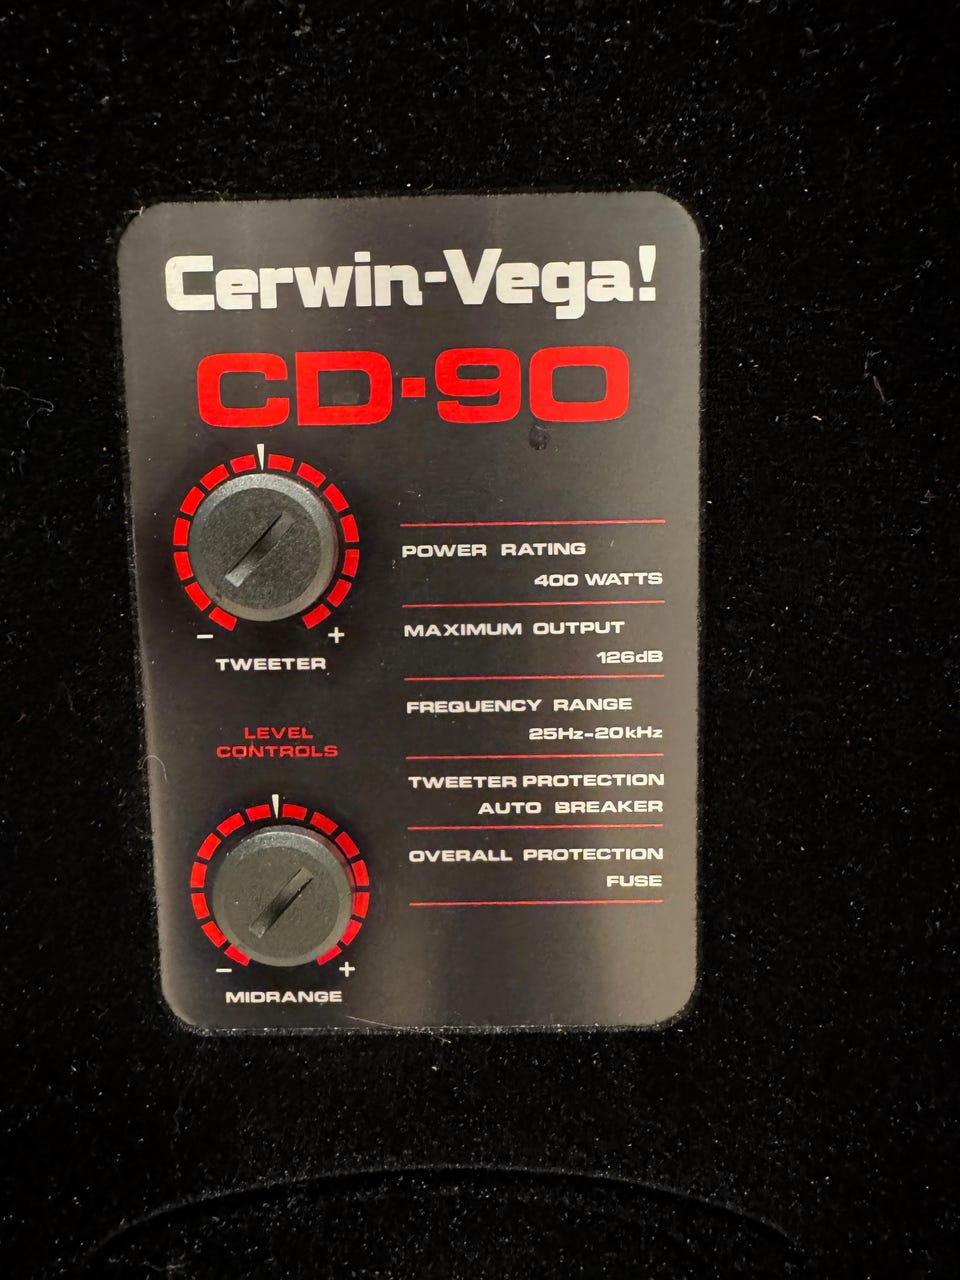 Cerwin-Vega!
CD·90
- +
TWEETER
LEVEL
CONTROLS
- +
MIDRANGE
POWER RATING
400 WATTS
MAXIMUM OUTPUT
126dB
FREQUENCY RANGE
25Hz-20kHz
TWEETER PROTECTION
AUTO BREAKER
OVERALL PROTECTION
FUSE